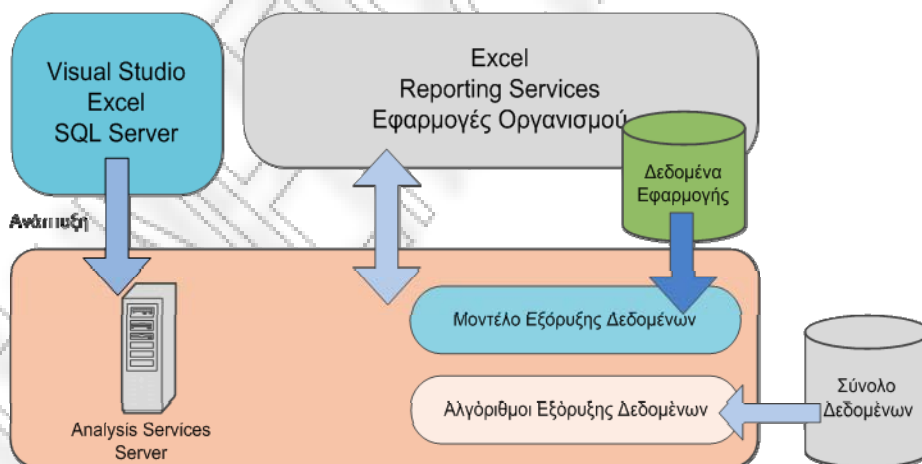 Visual Studio
Excel
SQL Server
Excel
Reporting Services
Εφαρμογές Οργανισμού
Δεδομένα
Εφαρμογής
Ανάπτυξη
Μοντέλο Εξόρυξης Δεδομένων
Αλγόριθμοι Εξόρυξης Δεδομένων
Σύνολο
Δεδομένων
Analysis Services
Server